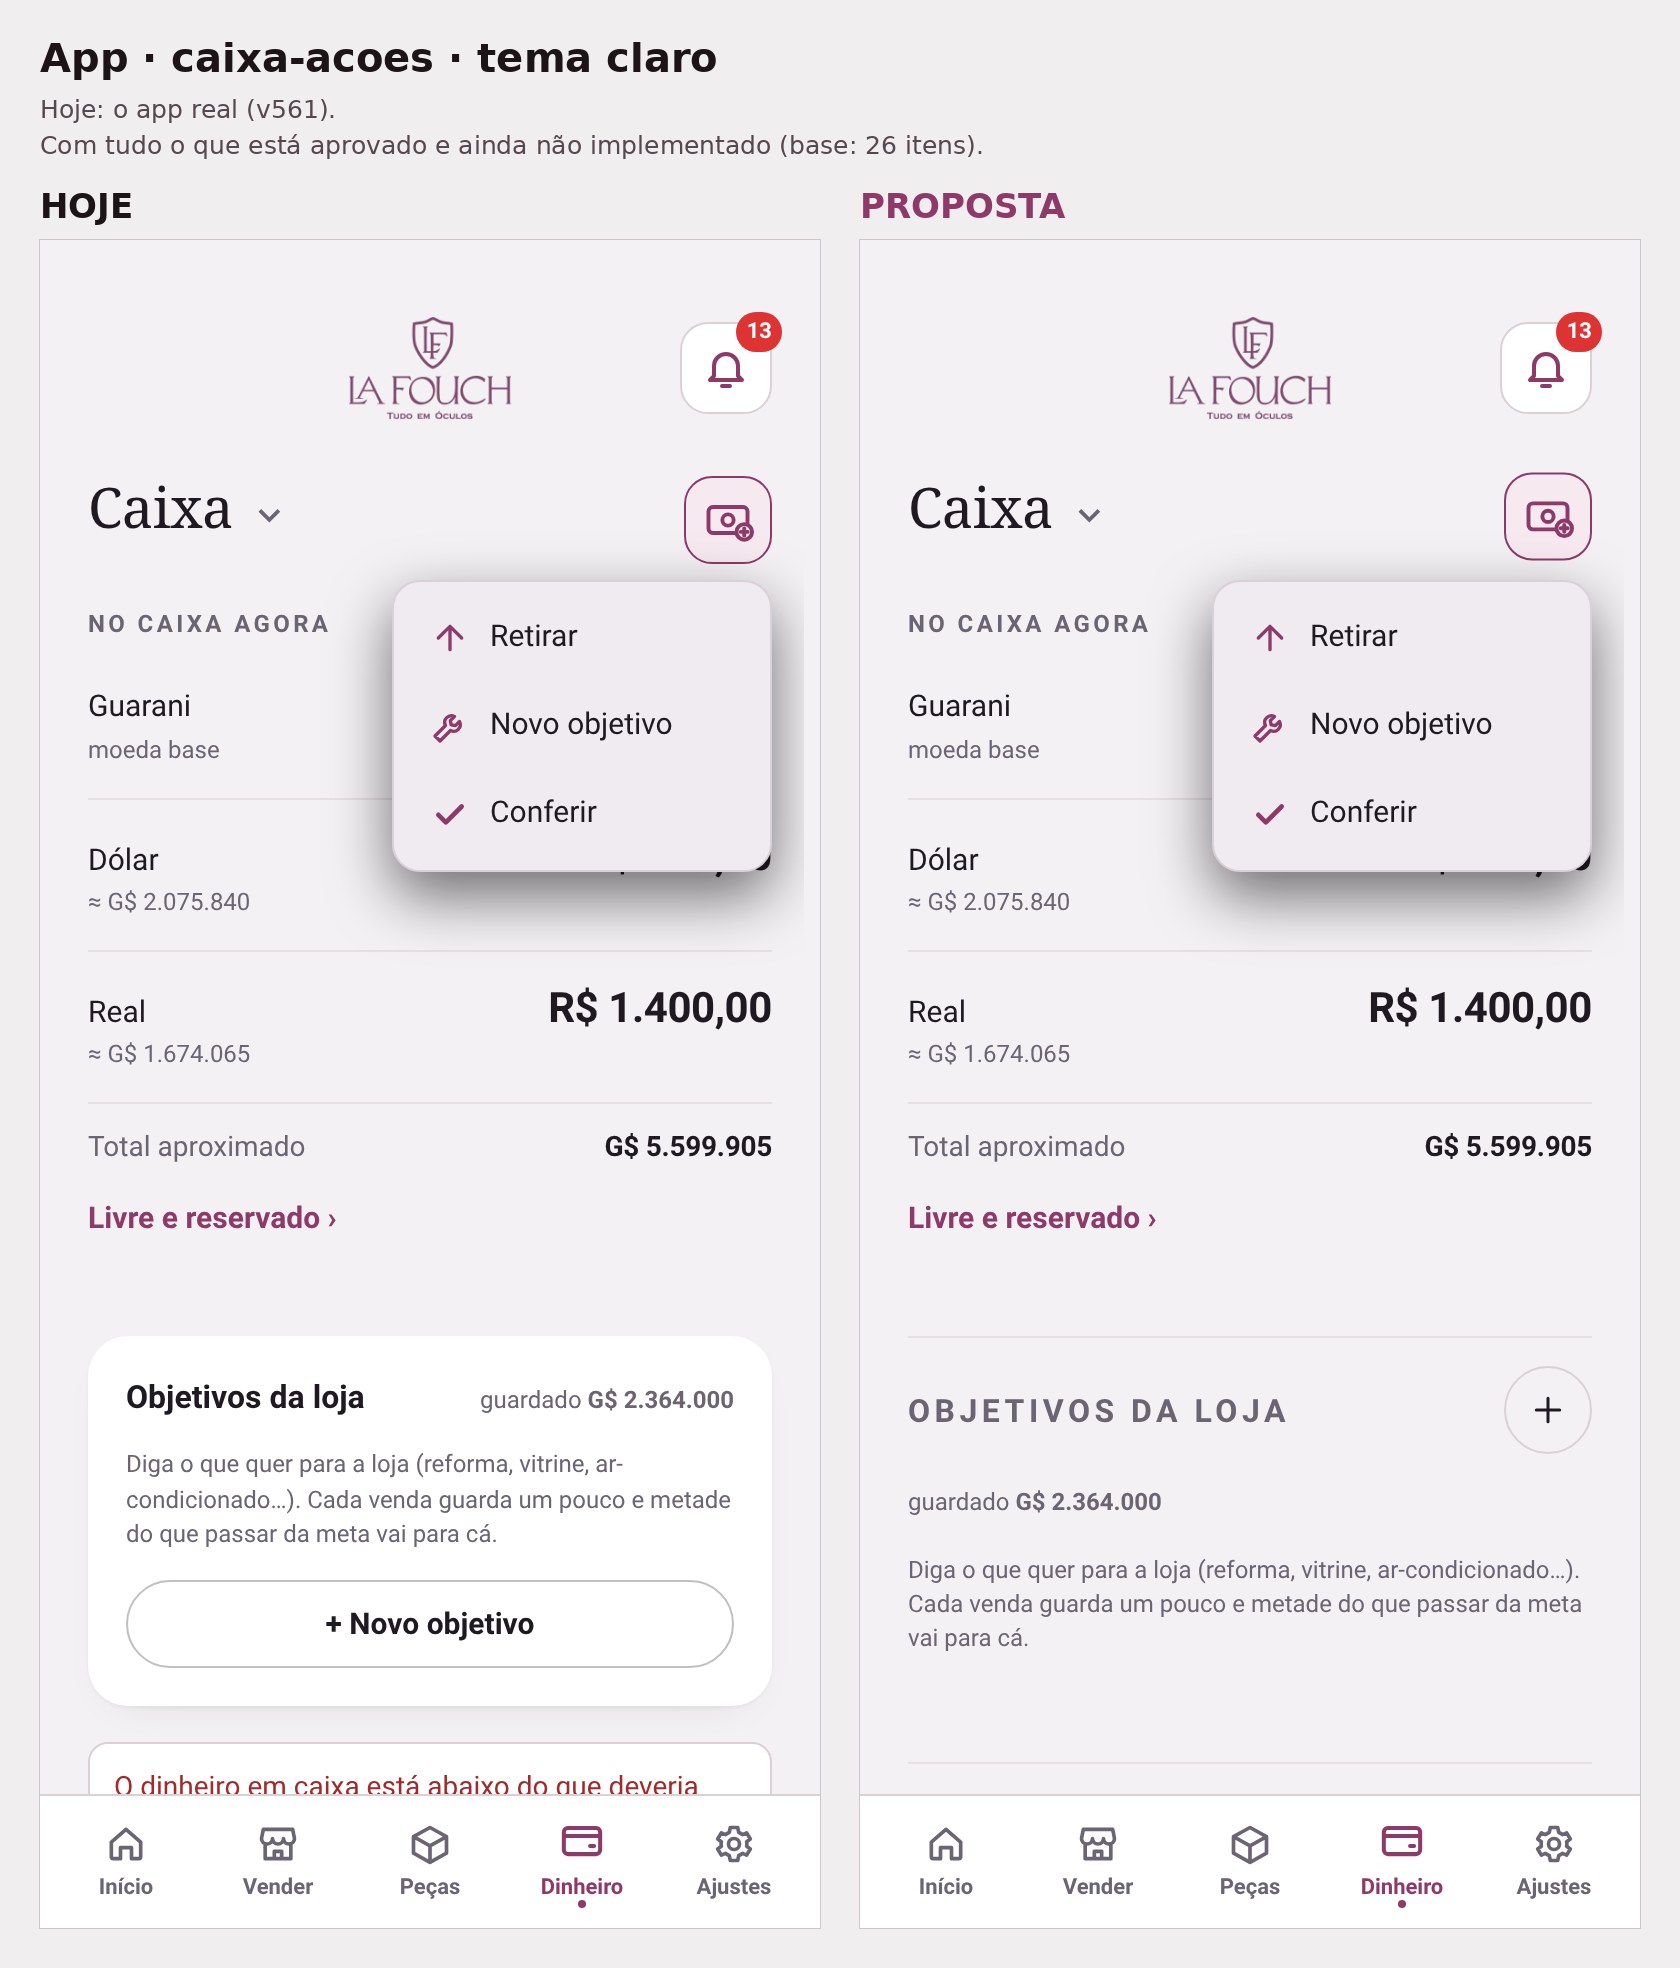 App · caixa-acoes · tema claro
Hoje: o app real (v561).
Com tudo o que está aprovado e ainda não implementado (base: 26 itens).
HOJE
LF
LA FOUCH
TUDO EM ÓCULOS
13
Caixa
NO CAIXA AGORA
Retirar
Guarani
moeda base
Novo objetivo
Conferir
Dólar
≈ G$ 2.075.840
Real
R$ 1.400,00
≈ G$ 1.674.065
Total aproximado
G$ 5.599.905
Livre e reservado ›
Objetivos da loja
guardado G$ 2.364.000
Diga o que quer para a loja (reforma, vitrine, ar-
condicionado…). Cada venda guarda um pouco e metade
do que passar da meta vai para cá.
+ Novo objetivo
O dinheiro em caixa está abaixo do que deveria
Início
Vender
Peças
Dinheiro
Ajustes
PROPOSTA
LF
LA FOUCH
TUDO EM ÓCULOS
13
Caixa
NO CAIXA AGORA
Retirar
Guarani
moeda base
Novo objetivo
Conferir
Dólar
≈ G$ 2.075.840
Real
R$ 1.400,00
≈ G$ 1.674.065
Total aproximado
G$ 5.599.905
Livre e reservado ›
OBJETIVOS DA LOJA
guardado G$ 2.364.000
Diga o que quer para a loja (reforma, vitrine, ar-condicionado…).
Cada venda guarda um pouco e metade do que passar da meta
vai para cá.
Início
Vender
Peças
Dinheiro
Ajustes